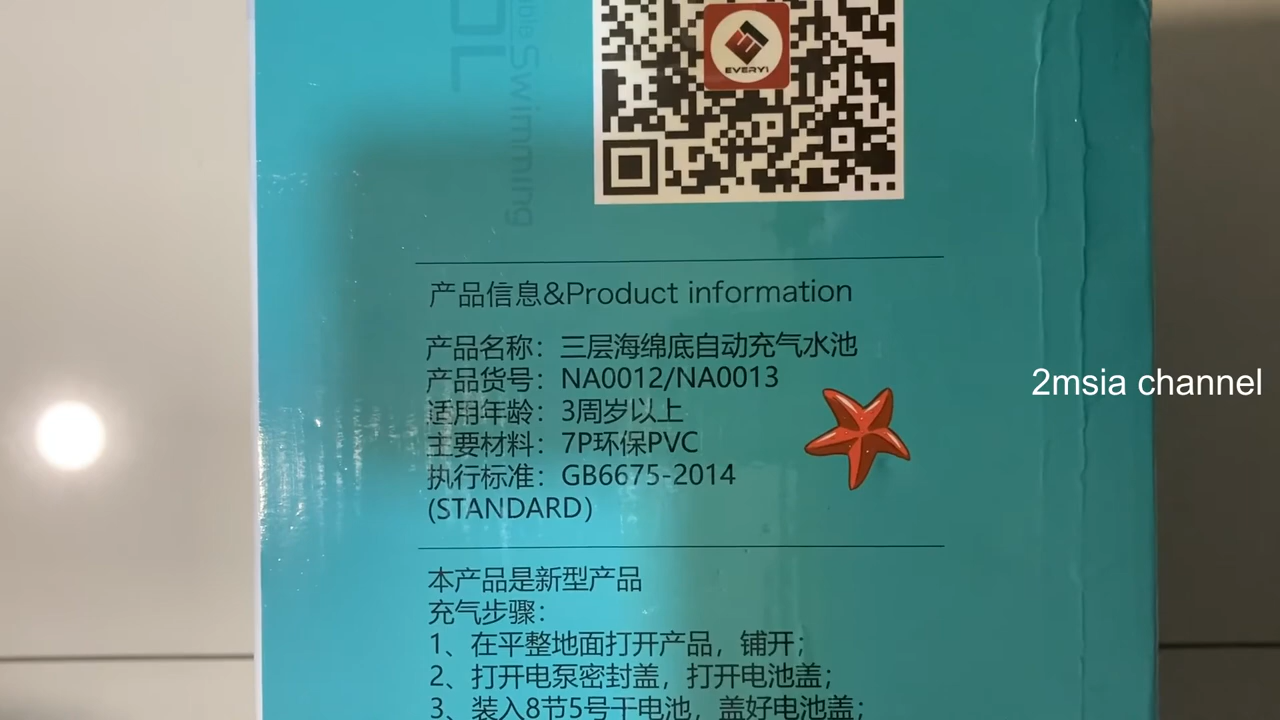 EVERYI
OL
able Swimming
产品信息&Product information
产品名称：三层海绵底自动充气水池
产品货号：NA0012/NA0013
适用年龄：3周岁以上
主要材料：7P环保PVC
执行标准：GB6675-2014
(STANDARD)
2msia channel
本产品是新型产品
充气步骤：
1、在平整地面打开产品，铺开；
2、打开电泵密封盖，打开电池盖；
3、装入8节5号干电池，盖好电池盖；